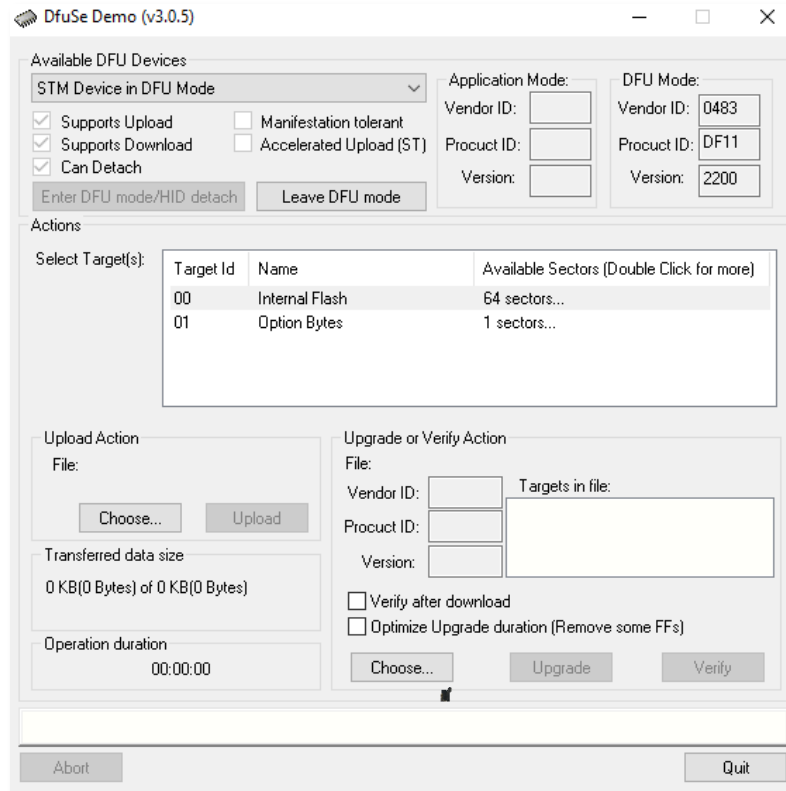 DfuSe Demo (v3.0.5)
Available DFU Devices
STM Device in DFU Mode
Supports Upload
Manifestation tolerant
Supports Download
Accelerated Upload (ST)
Can Detach
Enter DFU mode/HID detach
Leave DFU mode
Application Mode:
Vendor ID:
Procuct ID:
Version:
DFU Mode:
Vendor ID: 0483
Procuct ID: DF11
Version: 2200
Actions
Select Target(s):
Target Id Name Available Sectors (Double Click for more)
00 Internal Flash 64 sectors...
01 Option Bytes 1 sectors...
Upload Action
File:
Choose... Upload
Transferred data size
0 KB(0 Bytes) of 0 KB(0 Bytes)
Operation duration
00:00:00
Upgrade or Verify Action
File:
Vendor ID:
Procuct ID:
Version:
Targets in file:
Verify after download
Optimize Upgrade duration (Remove some FFs)
Choose... Upgrade Verify
Abort Quit